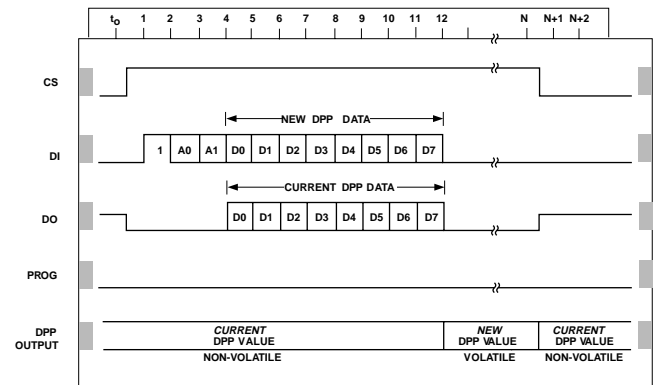 to 1 2 3 4 5 6 7 8 9 10 11 12 N N+1 N+2
CS
NEW DPP DATA
DI 1 A0 A1 D0 D1 D2 D3 D4 D5 D6 D7
CURRENT DPP DATA
DO D0 D1 D2 D3 D4 D5 D6 D7
PROG
DPP OUTPUT
CURRENT DPP VALUE
NON-VOLATILE
NEW DPP VALUE
VOLATILE
CURRENT DPP VALUE
NON-VOLATILE